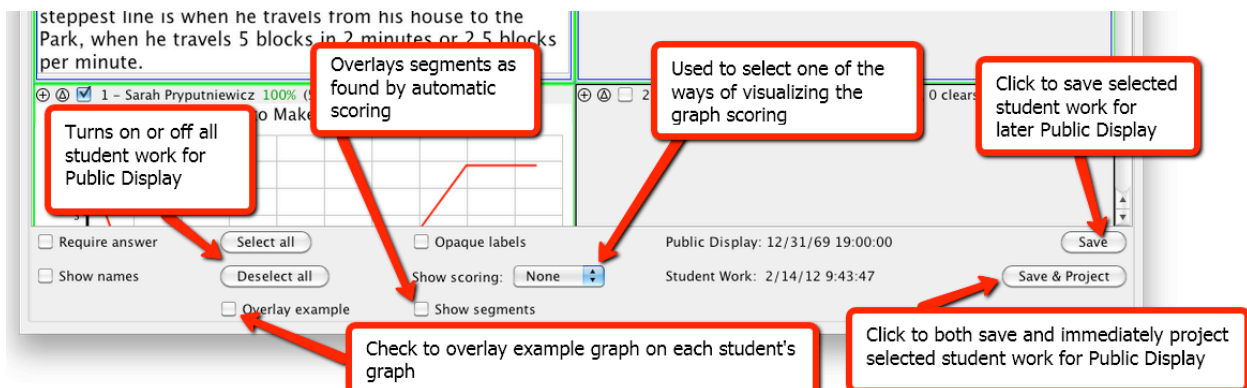 steppest line is when he travels from his house to the
Park, when he travels 5 blocks in 2 minutes or 2.5 blocks
per minute.
Overlays segments as
found by automatic
scoring
Used to select one of the
ways of visualizing the
graph scoring
Click to save selected
student work for
later Public Display
1 - Sarah Pryputniewicz 100% (
2
0 clears
o Make
Turns on or off all
student work for
Public Display
Require answer
Select all
Opaque labels
Public Display: 12/31/69 19:00:00
Save
Show names
Deselect all
Show scoring: None
Student Work: 2/14/12 9:43:47
Save & Project
Overlay example
Show segments
Check to overlay example graph on each student's
graph
Click to both save and immediately project
selected student work for Public Display